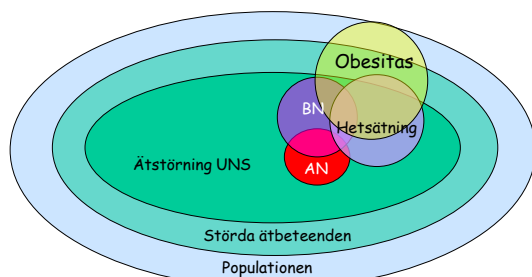 Obesitas
BN
Hetsätning
Ätstörning UNS
AN
Störda ätbeteenden
Populationen